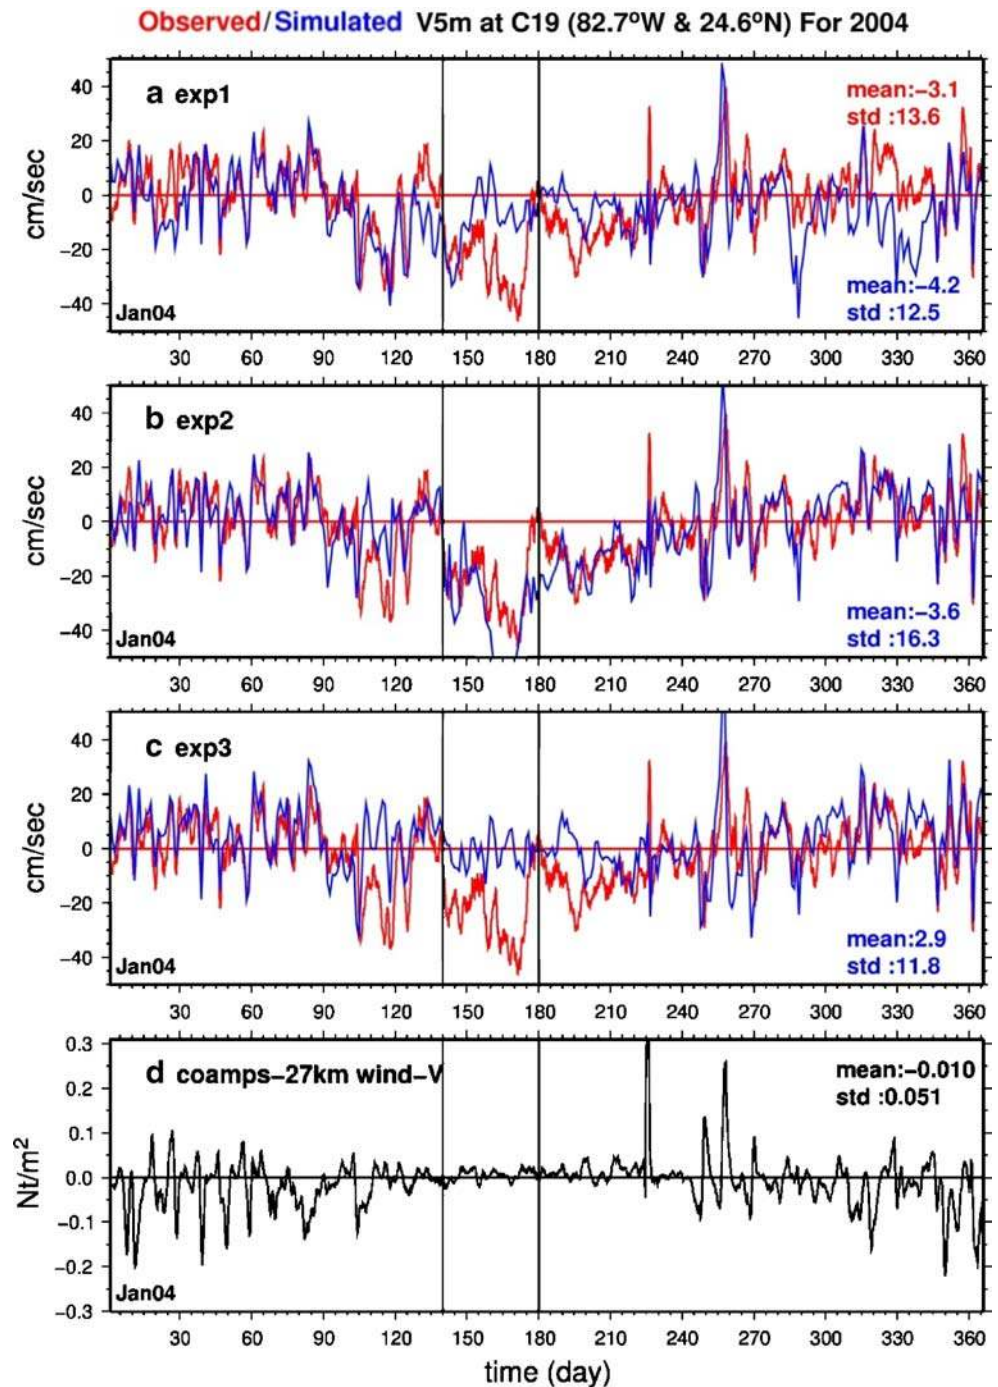 Observed/Simulated V5m at C19 (82.7°W & 24.6°N) For 2004
a exp1
mean:−3.1
std :13.6
cm/sec
40
20
0
−20
−40
mean:−4.2
std :12.5
Jan04
30 60 90 120 150 180 210 240 270 300 330 360
b exp2
cm/sec
40
20
0
−20
−40
mean:−3.6
std :16.3
Jan04
30 60 90 120 150 180 210 240 270 300 330 360
c exp3
cm/sec
40
20
0
−20
−40
mean:2.9
std :11.8
Jan04
30 60 90 120 150 180 210 240 270 300 330 360
d coamps−27km wind−V
mean:−0.010
std :0.051
Nt/m²
0.3
0.2
0.1
0.0
−0.1
−0.2
−0.3
Jan04
30 60 90 120 150 180 210 240 270 300 330 360
time (day)